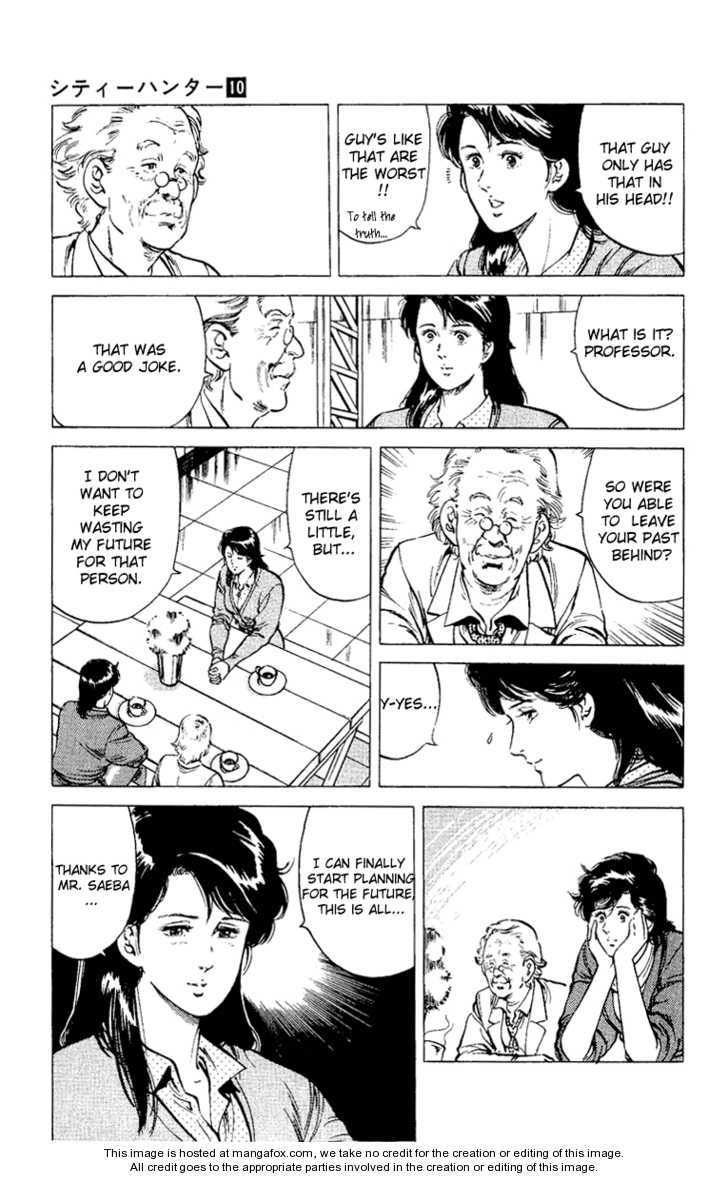 シティーハンター10
THAT GUY
ONLY HAS
THAT IN
HIS HEAD!!
GUY'S LIKE
THAT ARE
THE WORST
!!
To tell the
truth...
WHAT IS IT?
PROFESSOR.
THAT WAS
A GOOD JOKE.
SO WERE
YOU ABLE
TO LEAVE
YOUR PAST
BEHIND?
Y-YES...
THERE'S
STILL A
LITTLE,
BUT...
I DON'T
WANT TO
KEEP
WASTING
MY FUTURE
FOR THAT
PERSON.
I CAN FINALLY
START PLANNING
FOR THE FUTURE,
THIS IS ALL...
THANKS TO
MR. SAEBA
...
This image is hosted at mangafox.com, we take no credit for the creation or editing of this image.
All credit goes to the appropriate parties involved in the creation or editing of this image.